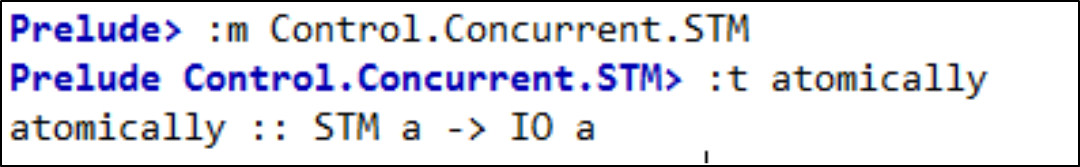 Prelude> :m Control.Concurrent.STM
Prelude Control.Concurrent.STM> :t atomically
atomically :: STM a -> IO a